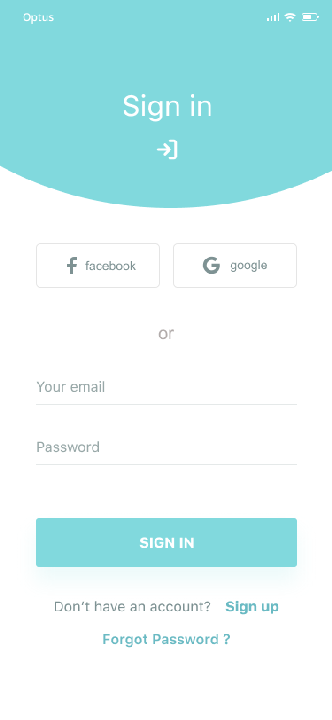 Optus
Sign in
facebook
google
or
Your email
Password
SIGN IN
Don't have an account? Sign up
Forgot Password ?